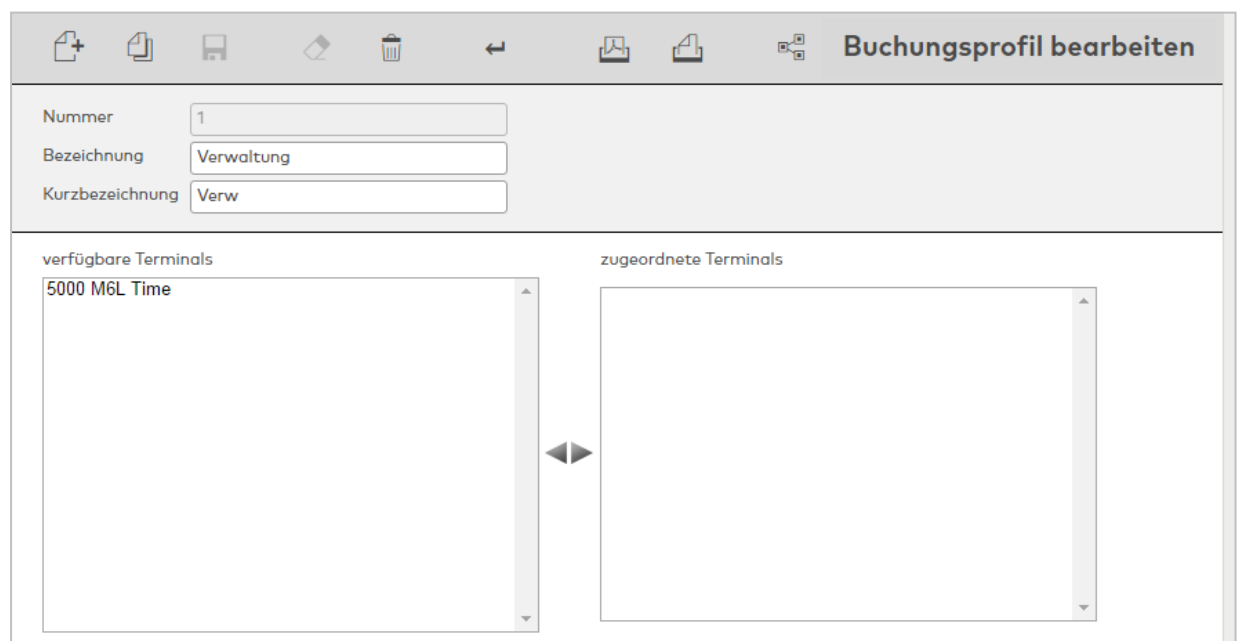 Buchungsprofil bearbeiten
Nummer 1
Bezeichnung Verwaltung
Kurzbezeichnung Verw
verfügbare Terminals zugeordnete Terminals
5000 M6L Time